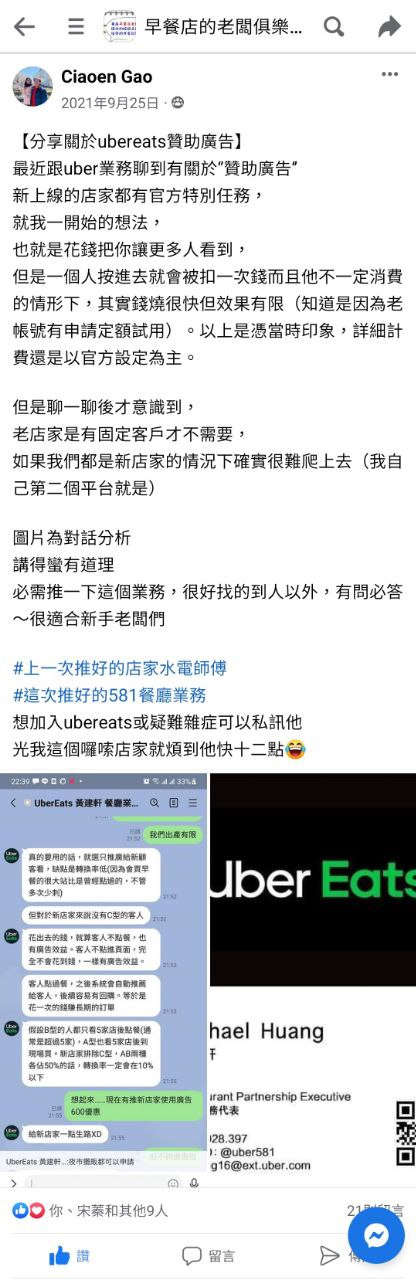 早餐店的老闆俱樂...
Ciaoen Gao
2021年9月25日
【分享關於ubereats贊助廣告】
最近跟uber業務聊到有關於“贊助廣告”
新上線的店家都有官方特別任務，
就我一開始的想法，
也就是花錢把你讓更多人看到，
但是一個人按進去就會被扣一次錢而且他不一定消費
的情形下，其實錢燒很快但效果有限（知道是因為老
帳號有申請定額試用）。以上是憑當時印象，詳細計
費還是以官方設定為主。
但是聊一聊後才意識到，
老店家是有固定客戶才不需要，
如果我們都是新店家的情況下確實很難爬上去（我自
己第二個平台就是）
圖片為對話分析
講得蠻有道理
必需推一下這個業務，很好找的到人以外，有問必答
～很適合新手老闆們
#上一次推好的店家水電師傅
#這次推好的581餐廳業務
想加入ubereats或疑難雜症可以私訊他
光我這個囉嗦店家就煩到他快十二點😂
22:39
33%
UberEats 黃建軒 餐廳業...
我們出產有限
已讀
21:52
真的要用的話，就選只推廣給新顧
客看，缺點是轉換率低(因為會買早
餐的很大站比是曾經點過的，不管
多次少刺)
21:52
但對於新店家來說沒有C型的客人
21:52
花出去的錢，就算客人不點餐，也
有廣告效益。客人不點進頁面，完
全不會花到錢，一樣有廣告效益。
21:53
客人點過餐，之後系統會自動推薦
給客人，後續容易有回購。等於是
花一次的錢賺長期的訂單
21:53
假設B型的人都只看5家店後點餐(通
常是超過5家)，A型也看5家店後到
現場買，新店家排除C型，AB兩種
各佔50%的話，轉換率一定會在10%
以下
21:55
想起來......現在有推新店家使用廣告
600優惠
已讀
21:55
給新店家一點生路XD
21:55
UberEats 黃建軒...:夜市攤販都可以申請
Uber Eats
hael Huang
urant Partnership Executive
務代表
928.397
: @uber581
g16@ext.uber.com
你、宋蓁和其他9人
讚
留言